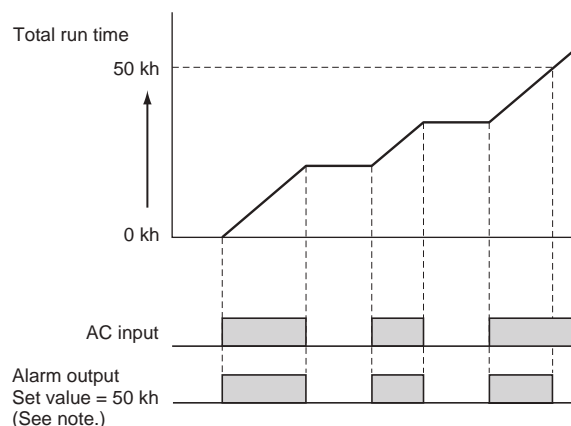 Total run time
50 kh
0 kh
AC input
Alarm output
Set value = 50 kh
(See note.)